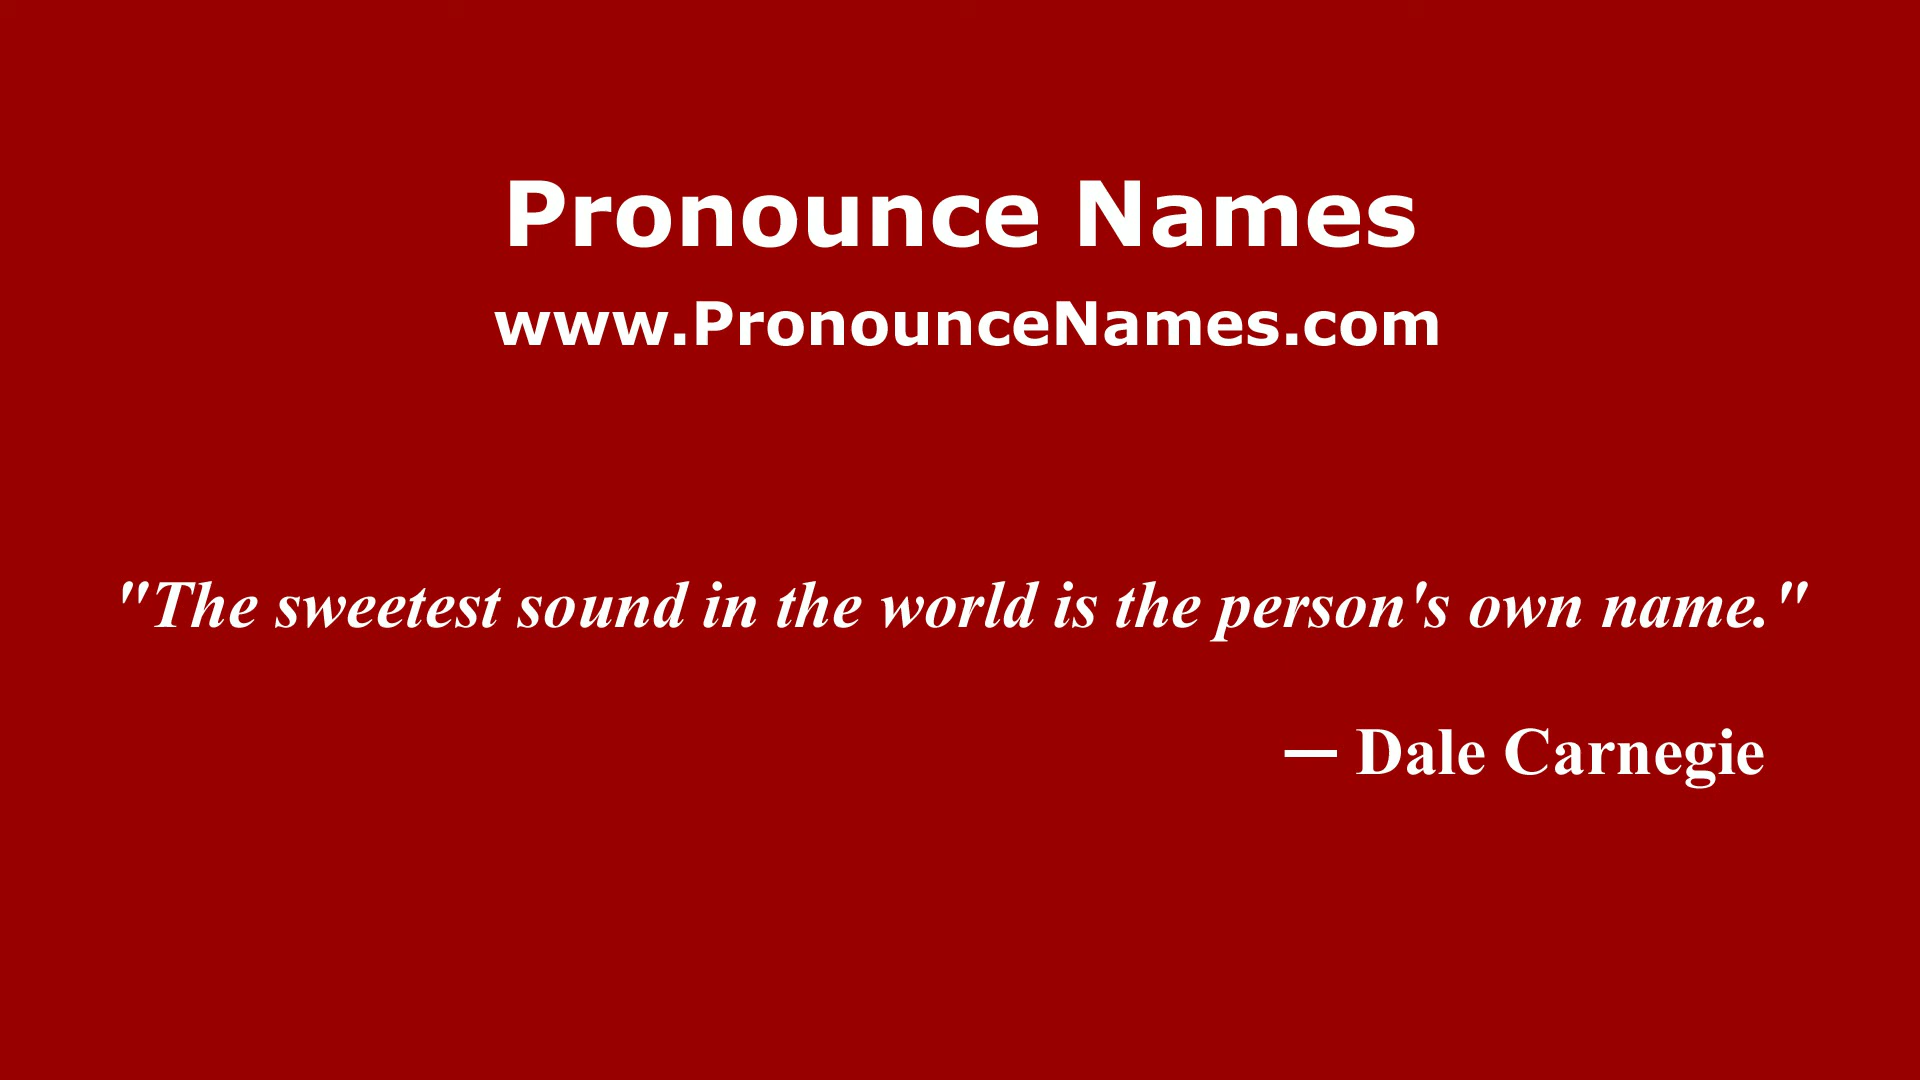 Pronounce Names
www.PronounceNames.com
"The sweetest sound in the world is the person's own name."
— Dale Carnegie